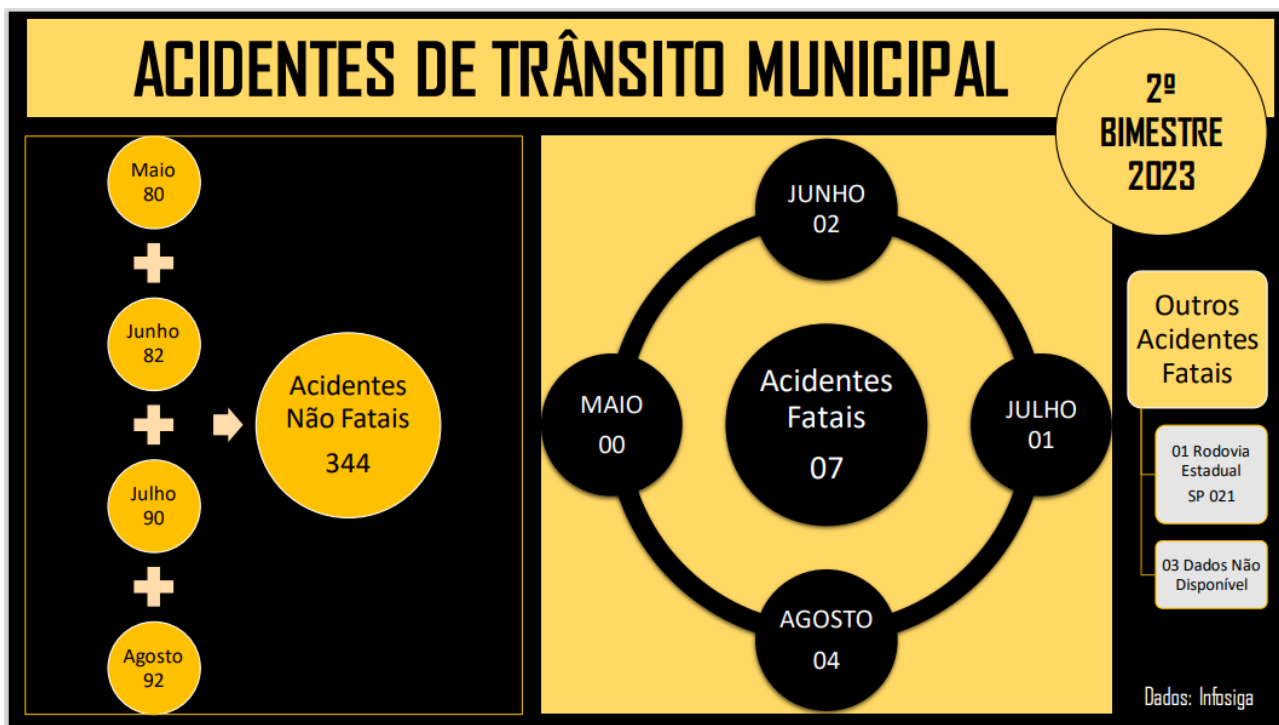 ACIDENTES DE TRÂNSITO MUNICIPAL
2º
BIMESTRE
2023
Maio
80
Junho
82
Julho
90
Agosto
92
Acidentes
Não Fatais
344
JUNHO
02
MAIO
00
Acidentes
Fatais
07
JULHO
01
AGOSTO
04
Outros
Acidentes
Fatais
01 Rodovia
Estadual
SP 021
03 Dados Não
Disponível
Dados: Infosiga